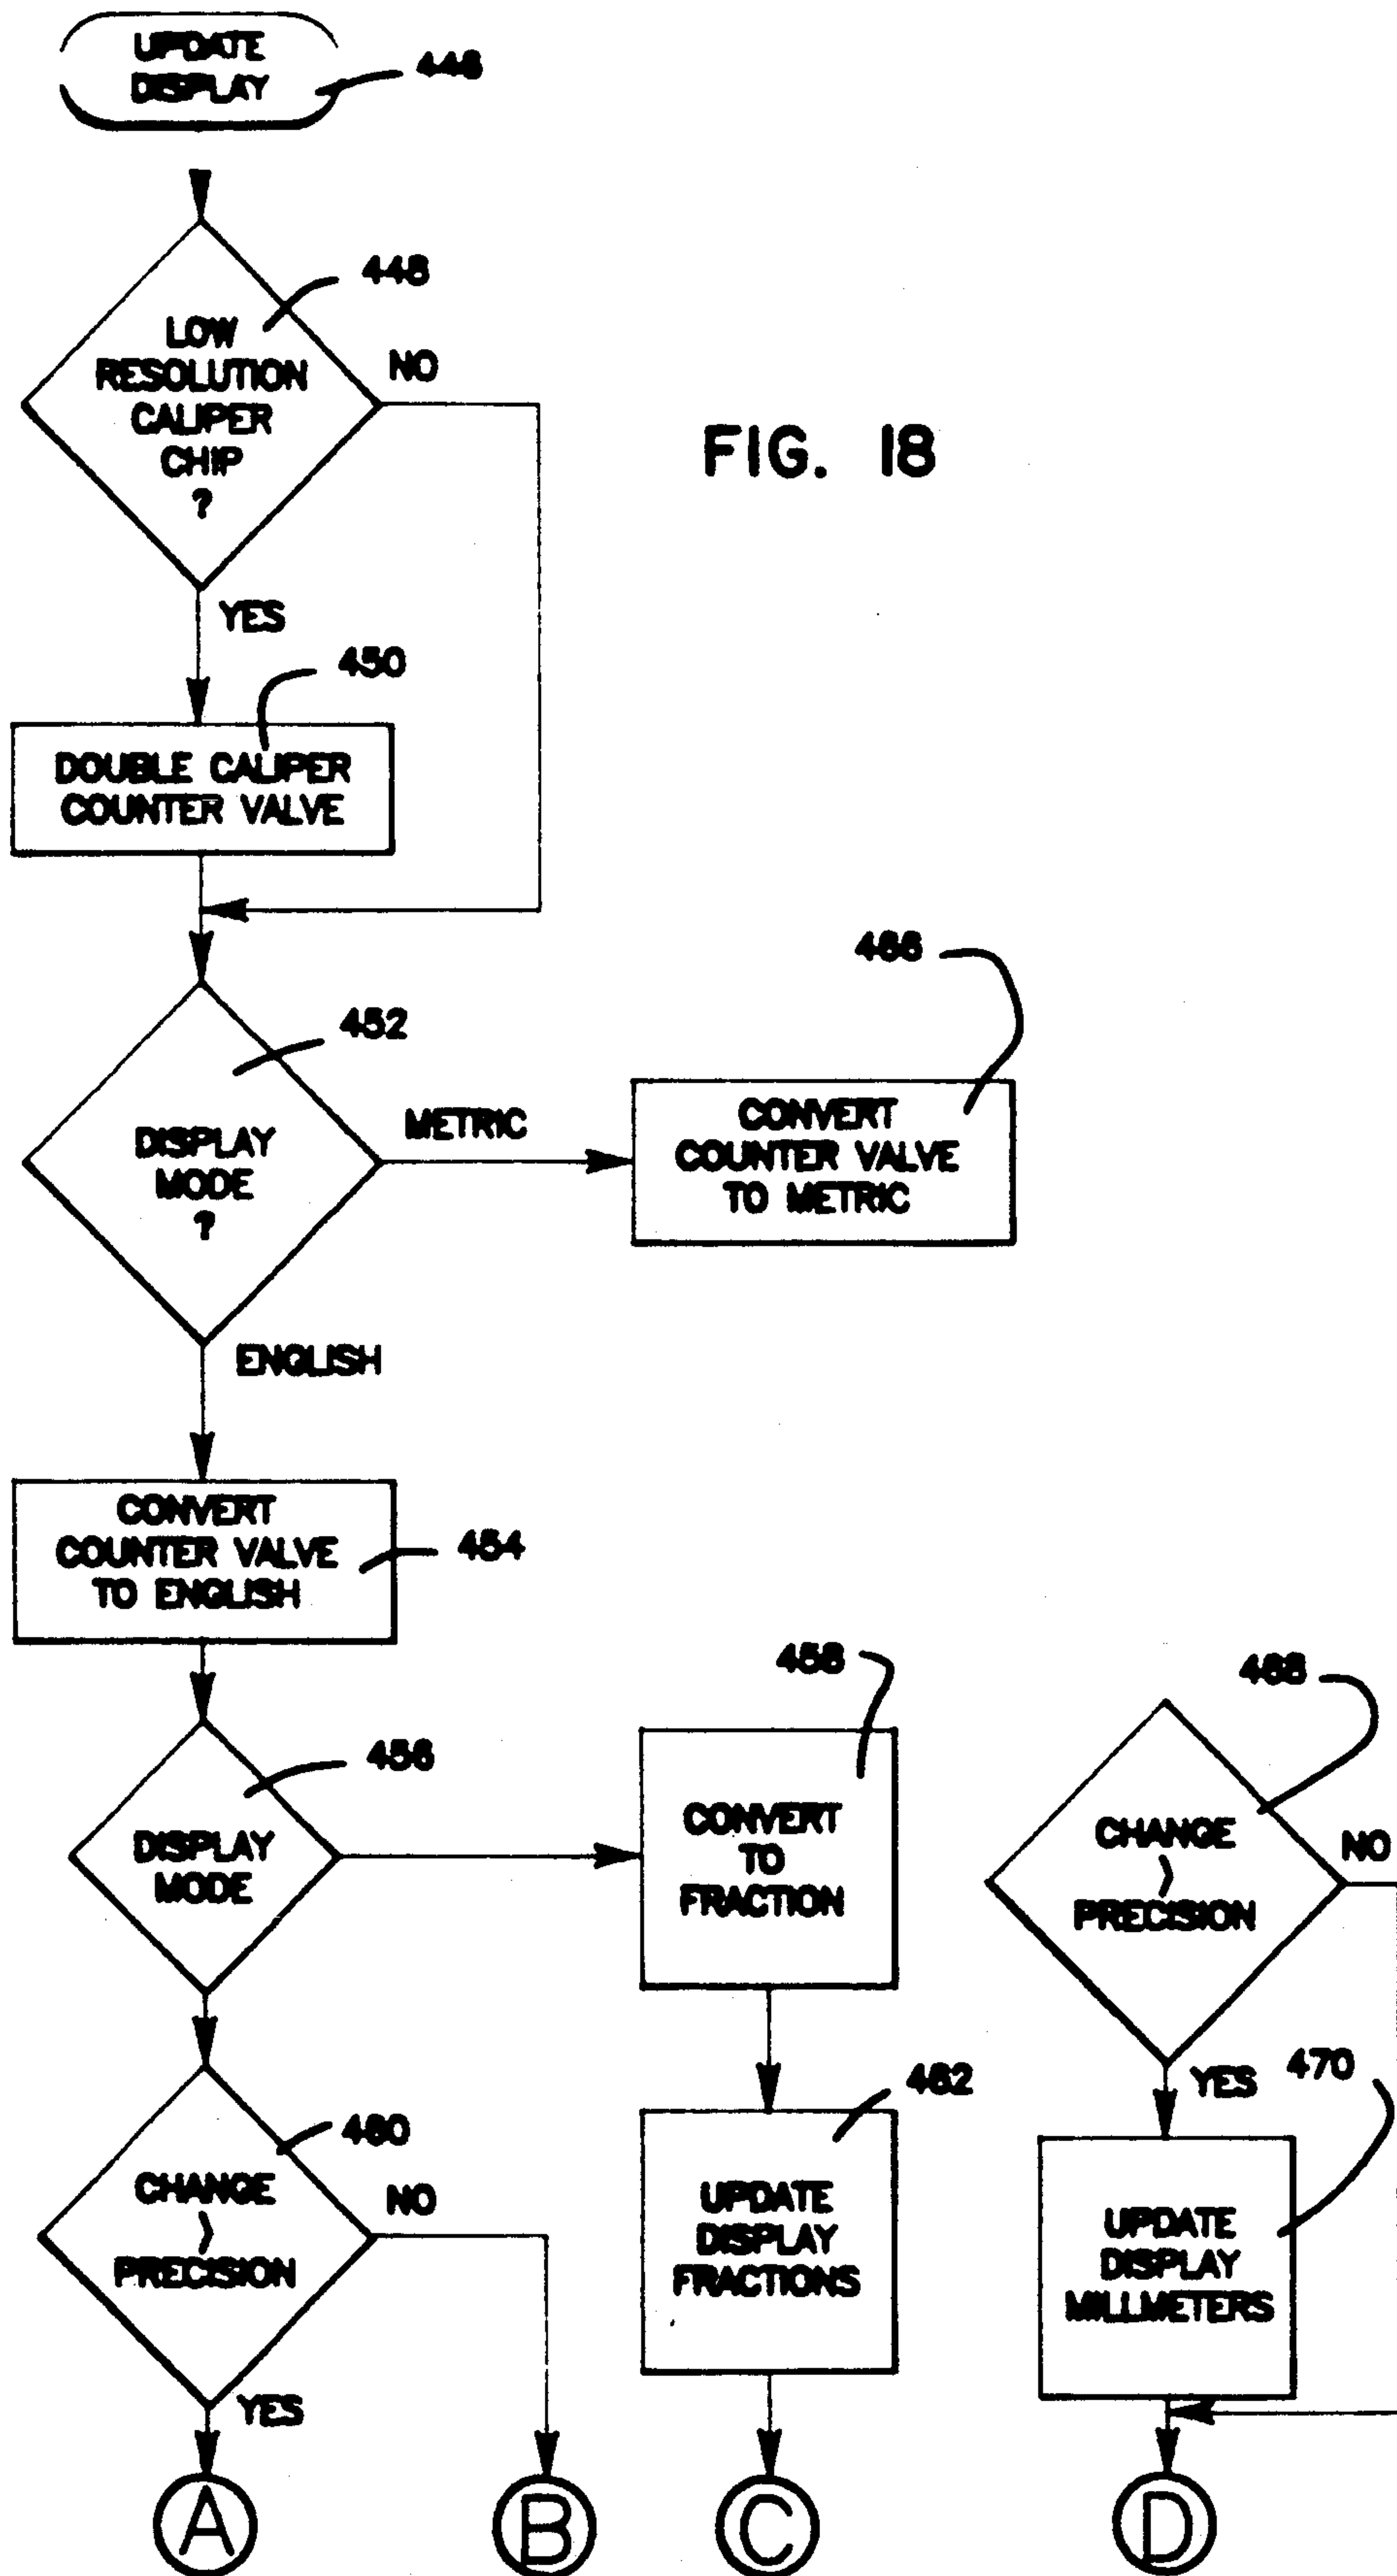 UPDATE
DISPLAY
446
448
LOW
RESOLUTION
CALIPER
CHIP
?
NO
FIG. 18
YES
450
DOUBLE CALIPER
COUNTER VALVE
466
452
METRIC
DISPLAY
MODE
?
CONVERT
COUNTER VALVE
TO METRIC
ENGLISH
CONVERT
COUNTER VALVE
TO ENGLISH
454
458
468
456
DISPLAY
MODE
CONVERT
TO
FRACTION
CHANGE
>
PRECISION
NO
YES
470
462
460
CHANGE
>
PRECISION
NO
UPDATE
DISPLAY
FRACTIONS
UPDATE
DISPLAY
MILLMETERS
YES
A
B
C
D